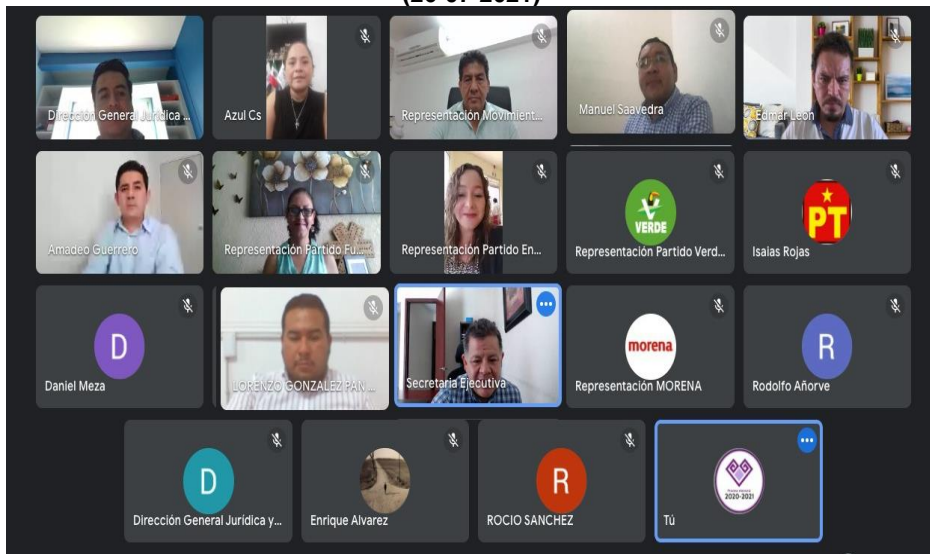 Dirección General Jurídica ...
Azul Cs
Representación Movimient...
Manuel Saavedra
Edmar León
Amadeo Guerrero
Representación Partido Fu...
Representación Partido En...
VERDE
Representación Partido Verd...
PT
Isaias Rojas
D
Daniel Meza
LORENZO GONZALEZ PAN ...
Secretaria Ejecutiva
morena
Representación MORENA
R
Rodolfo Añorve
D
Dirección General Jurídica y...
Enrique Alvarez
R
ROCIO SANCHEZ
2020-2021
Tú